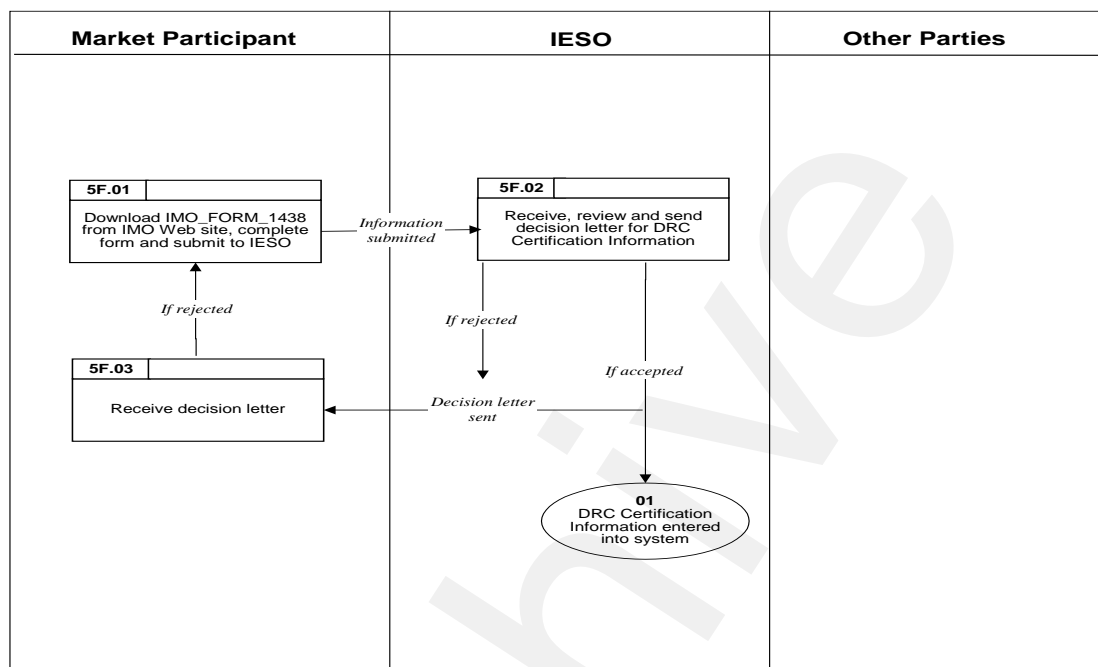 Market Participant
IESO
Other Parties
5F.01
Download IMO_FORM_1438
from IMO Web site, complete
form and submit to IESO
Information
submitted
5F.02
Receive, review and send
decision letter for DRC
Certification Information
If rejected
If rejected
5F.03
Receive decision letter
If accepted
Decision letter
sent
01
DRC Certification
Information entered
into system
hive